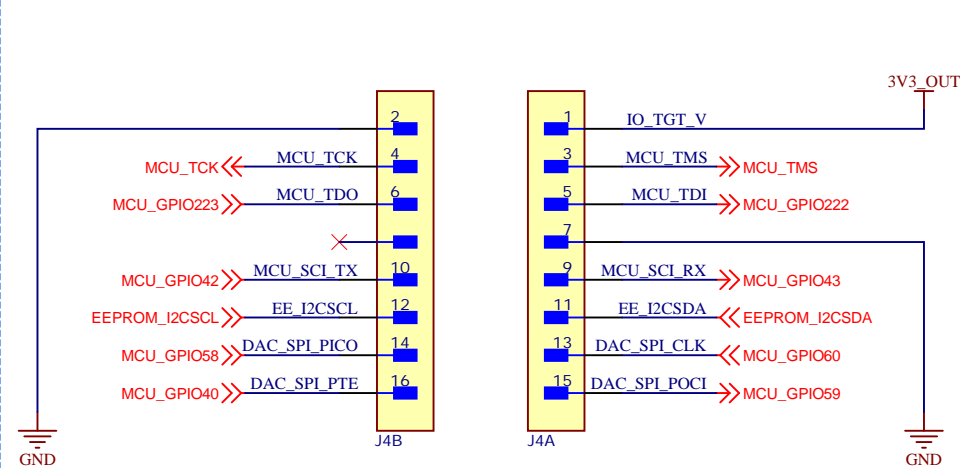 3V3_OUT
2
1
IO_TGT_V
MCU_TCK
MCU_TCK
4
3
MCU_TMS
MCU_TMS
MCU_GPIO223
MCU_TDO
6
5
MCU_TDI
MCU_GPIO222
7
MCU_GPIO42
MCU_SCI_TX
10
9
MCU_SCI_RX
MCU_GPIO43
EEPROM_I2CSCL
EE_I2CSCL
12
11
EE_I2CSDA
EEPROM_I2CSDA
MCU_GPIO58
DAC_SPI_PICO
14
13
DAC_SPI_CLK
MCU_GPIO60
MCU_GPIO40
DAC_SPI_PTE
16
15
DAC_SPI_POCI
MCU_GPIO59
J4B
J4A
GND
GND